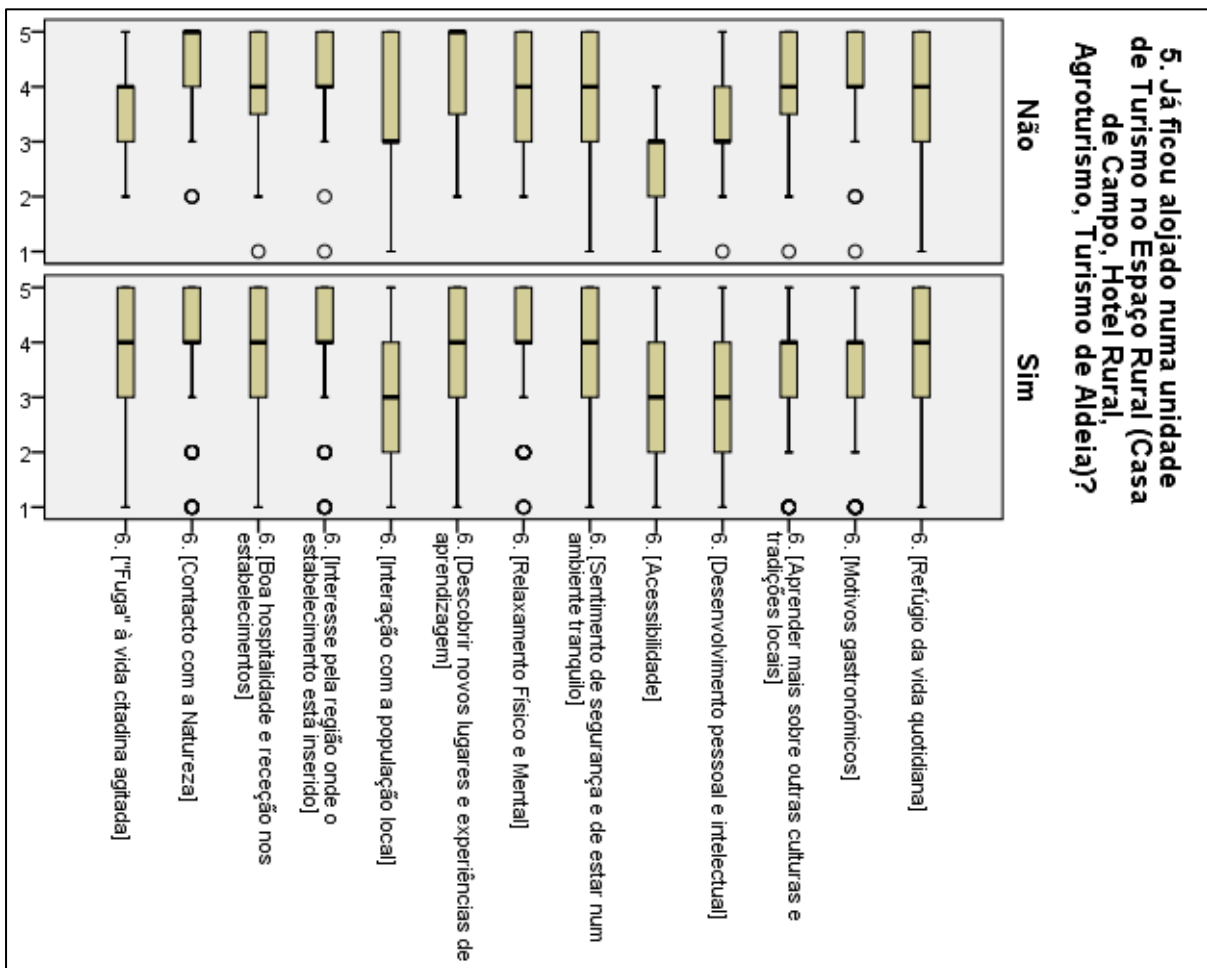 5. Já ficou alojado numa unidade
de Turismo no Espaço Rural (Casa
de Campo, Hotel Rural,
Agroturismo, Turismo de Aldeia)?
Não
Sim
5
4
3
2
1
5
4
3
2
1
6. ["Fuga" à vida citadina agitada]
6. [Contacto com a Natureza]
6. [Boa hospitalidade e receção nos
estabelecimentos]
6. [Interesse pela região onde o
estabelecimento está inserido]
6. [Interação com a população local]
6. [Descobrir novos lugares e experiências de
aprendizagem]
6. [Relaxamento Físico e Mental]
6. [Sentimento de segurança e de estar num
ambiente tranquilo]
6. [Acessibilidade]
6. [Desenvolvimento pessoal e intelectual]
6. [Aprender mais sobre outras culturas e
tradições locais]
6. [Motivos gastronómicos]
6. [Refúgio da vida quotidiana]